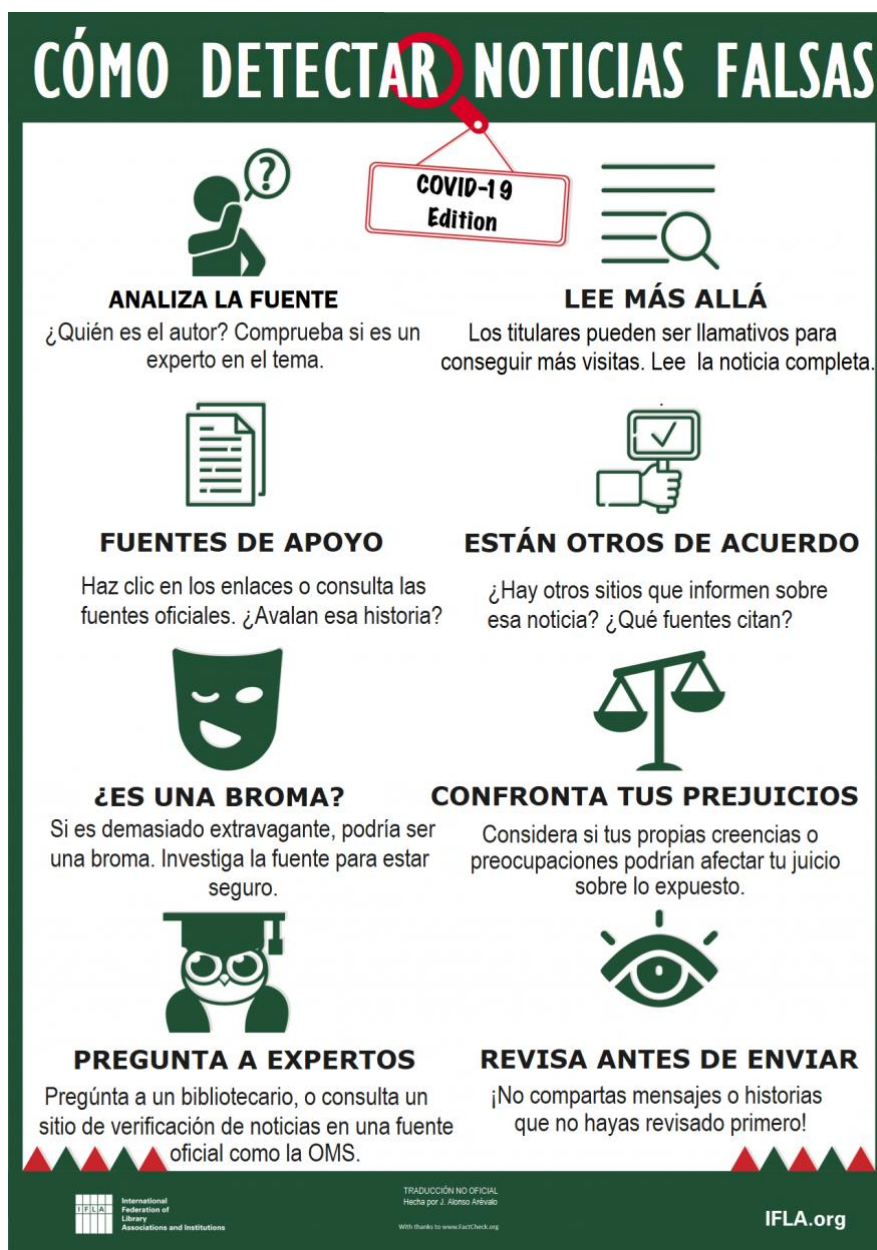 CÓMO DETECTAR NOTICIAS FALSAS
COVID-19
Edition
?
ANALIZA LA FUENTE
¿Quién es el autor? Comprueba si es un
experto en el tema.
LEE MÁS ALLÁ
Los titulares pueden ser llamativos para
conseguir más visitas. Lee la noticia completa.
FUENTES DE APOYO
Haz clic en los enlaces o consulta las
fuentes oficiales. ¿Avalan esa historia?
ESTÁN OTROS DE ACUERDO
¿Hay otros sitios que informen sobre
esa noticia? ¿Qué fuentes citan?
¿ES UNA BROMA?
Si es demasiado extravagante, podría ser
una broma. Investiga la fuente para estar
seguro.
CONFRONTA TUS PREJUICIOS
Considera si tus propias creencias o
preocupaciones podrían afectar tu juicio
sobre lo expuesto.
PREGUNTA A EXPERTOS
Pregúnta a un bibliotecario, o consulta un
sitio de verificación de noticias en una fuente
oficial como la OMS.
REVISA ANTES DE ENVIAR
¡No compartas mensajes o historias
que no hayas revisado primero!
IFLA
International
Federation of
Library
Associations and Institutions
TRADUCCIÓN NO OFICIAL
Hecha por J. Alonso Arévalo
With thanks to www.FactCheck.org
IFLA.org